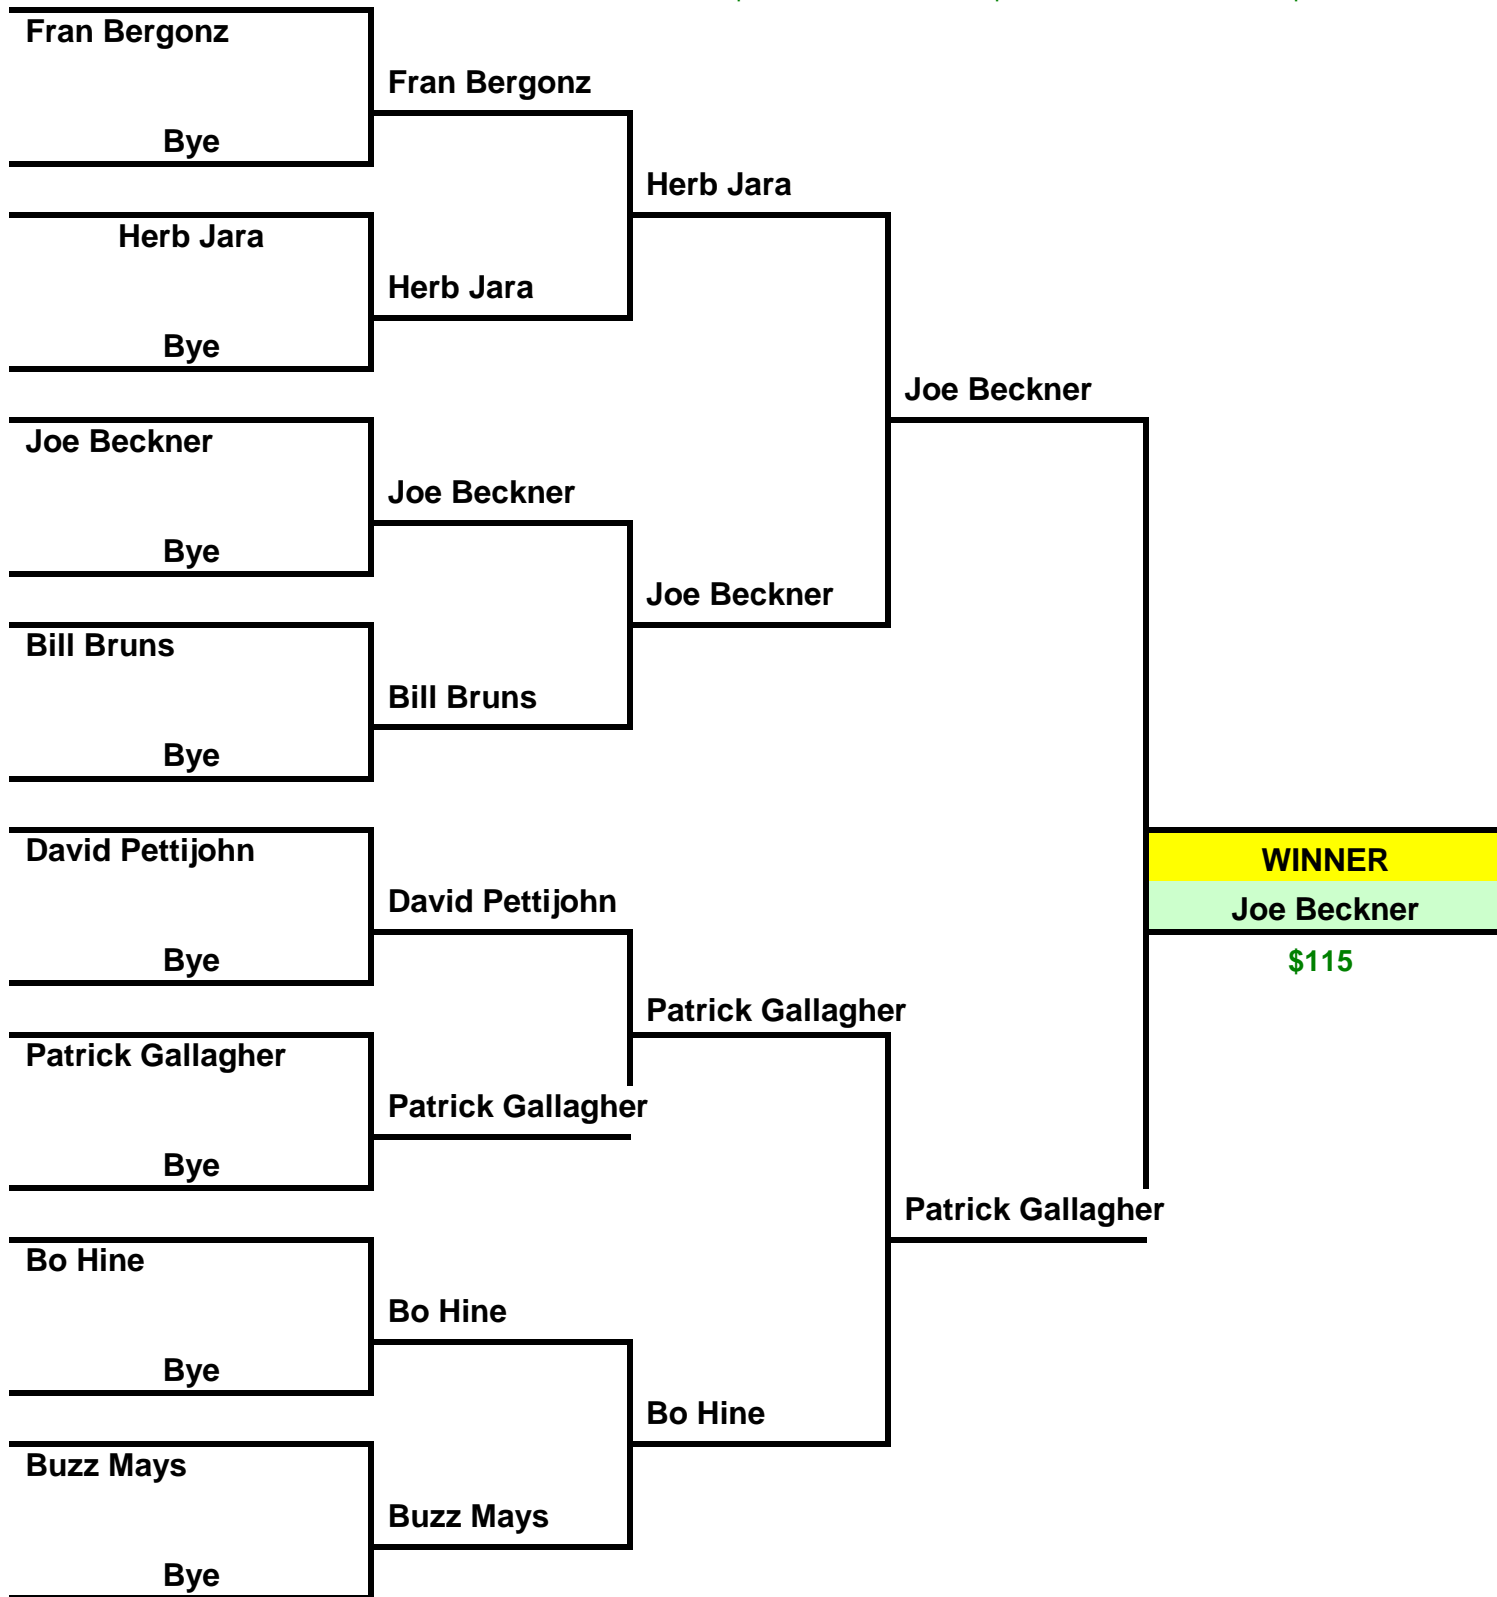 Fran Bergonz
Fran Bergonz
Bye
Herb Jara
Herb Jara
Herb Jara
Bye
Joe Beckner
Joe Beckner
Joe Beckner
Bye
Joe Beckner
Bill Bruns
Bill Bruns
Bye
David Pettijohn
WINNER
David Pettijohn
Joe Beckner
Bye
$115
Patrick Gallagher
Patrick Gallagher
Patrick Gallagher
Bye
Patrick Gallagher
Bo Hine
Bo Hine
Bye
Bo Hine
Buzz Mays
Buzz Mays
Bye